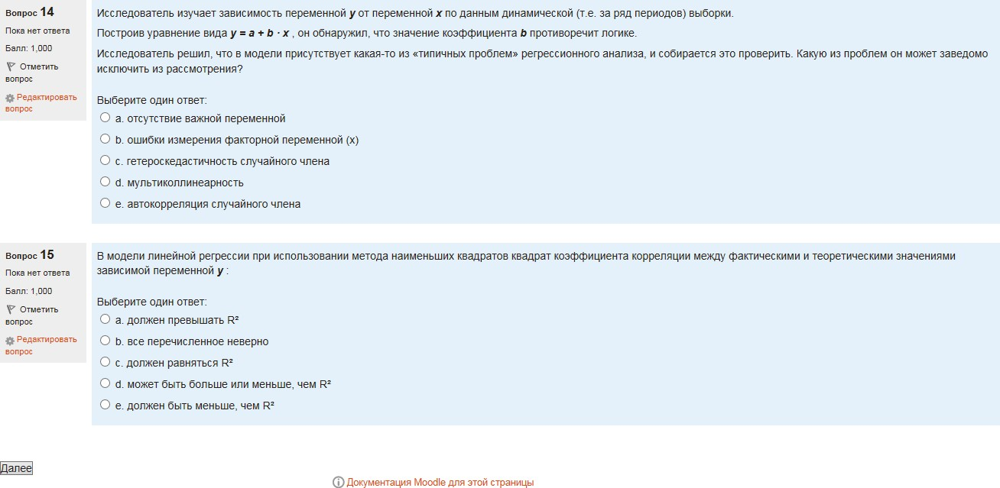 Вопрос 14
Пока нет ответа
Балл: 1,000
Отметить
вопрос
Редактировать
вопрос
Исследователь изучает зависимость переменной y от переменной x по данным динамической (т.е. за ряд периодов) выборки.
Построив уравнение вида y = a + b · x , он обнаружил, что значение коэффициента b противоречит логике.
Исследователь решил, что в модели присутствует какая-то из «типичных проблем» регрессионного анализа, и собирается это проверить. Какую из проблем он может заведомо
исключить из рассмотрения?
Выберите один ответ:
a. отсутствие важной переменной
b. ошибки измерения факторной переменной (x)
c. гетероскедастичность случайного члена
d. мультиколлинеарность
e. автокорреляция случайного члена
Вопрос 15
Пока нет ответа
Балл: 1,000
Отметить
вопрос
Редактировать
вопрос
В модели линейной регрессии при использовании метода наименьших квадратов квадрат коэффициента корреляции между фактическими и теоретическими значениями
зависимой переменной y :
Выберите один ответ:
a. должен превышать R²
b. все перечисленное неверно
c. должен равняться R²
d. может быть больше или меньше, чем R²
e. должен быть меньше, чем R²
Далее
Документация Moodle для этой страницы